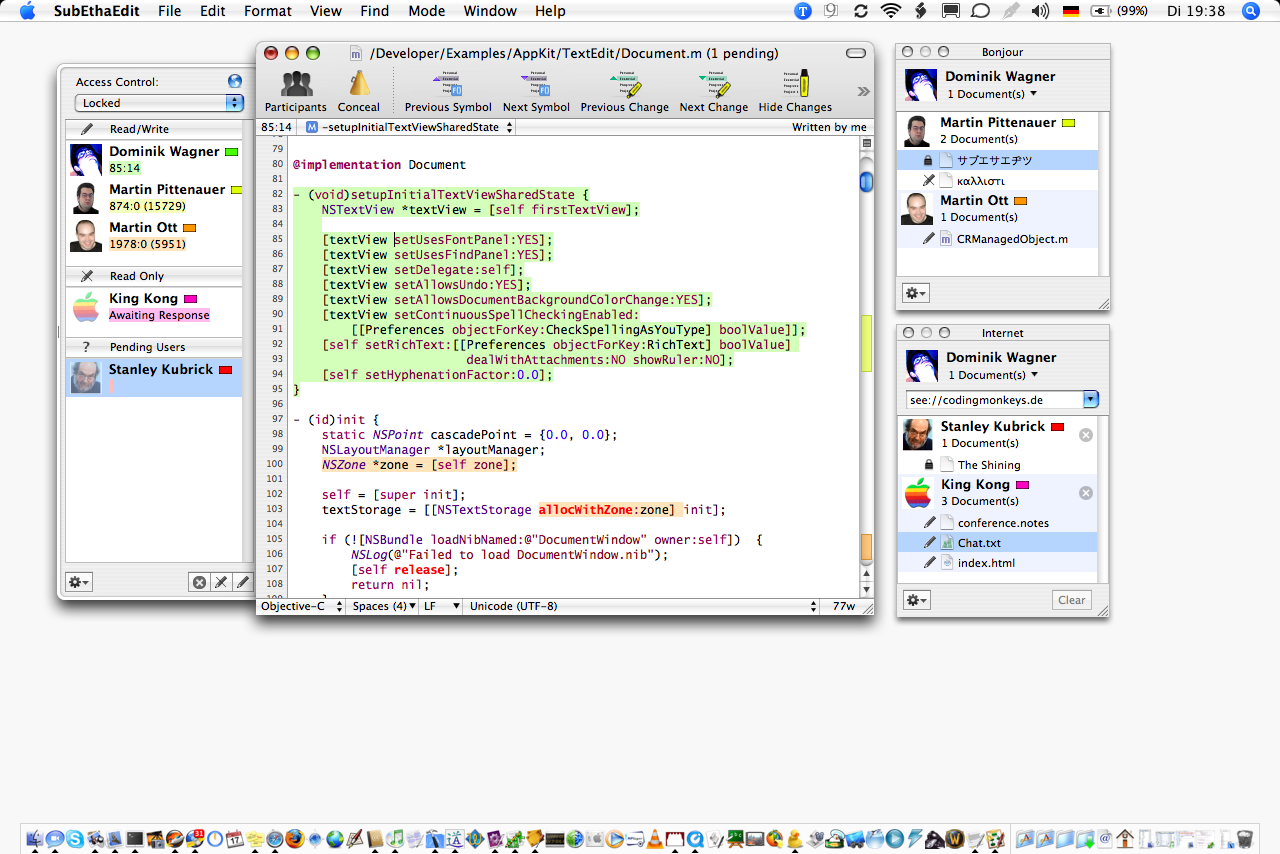 SubEthaEdit File Edit Format View Find Mode Window Help (99%) Di 19:38
Access Control:
Locked
Read/Write
Dominik Wagner
85:14
Martin Pittenauer
874:0 (15729)
Martin Ott
1978:0 (5951)
Read Only
King Kong
Awaiting Response
? Pending Users
Stanley Kubrick
/Developer/Examples/AppKit/TextEdit/Document.m (1 pending)
Participants Conceal Previous Symbol Next Symbol Previous Change Next Change Hide Changes »
85:14 M -setupInitialTextViewSharedState Written by me
79
80 @implementation Document
81
82 - (void)setupInitialTextViewSharedState {
83 NSTextView *textView = [self firstTextView];
84
85 [textView setUsesFontPanel:YES];
86 [textView setUsesFindPanel:YES];
87 [textView setDelegate:self];
88 [textView setAllowsUndo:YES];
89 [textView setAllowsDocumentBackgroundColorChange:YES];
90 [textView setContinuousSpellCheckingEnabled:
91 [[Preferences objectForKey:CheckSpellingAsYouType] boolValue]];
92 [self setRichText:[[Preferences objectForKey:RichText] boolValue]
93 dealWithAttachments:NO showRuler:NO];
94 [self setHyphenationFactor:0.0];
95 }
96
97 - (id)init {
98 static NSPoint cascadePoint = {0.0, 0.0};
99 NSLayoutManager *layoutManager;
100 NSZone *zone = [self zone];
101
102 self = [super init];
103 textStorage = [[NSTextStorage allocWithZone:zone] init];
104
105 if (![NSBundle loadNibNamed:@"DocumentWindow" owner:self]) {
106 NSLog(@"Failed to load DocumentWindow.nib");
107 [self release];
108 return nil;
Objective-C Spaces (4) LF Unicode (UTF-8) 77w
Bonjour
Dominik Wagner
1 Document(s)
Martin Pittenauer
2 Document(s)
サブエサエヂツ
καλλιστι
Martin Ott
1 Document(s)
CRManagedObject.m
Internet
Dominik Wagner
1 Document(s)
see://codingmonkeys.de
Stanley Kubrick
1 Document(s)
The Shining
King Kong
3 Document(s)
conference.notes
Chat.txt
index.html
Clear